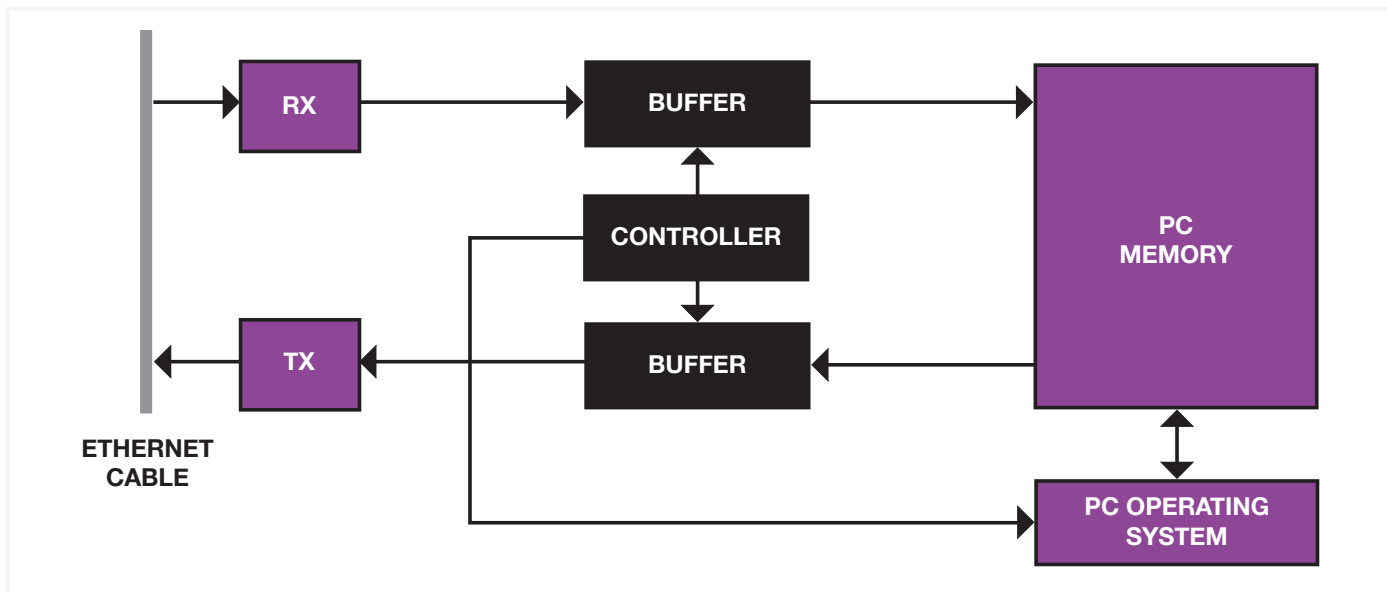 RX
BUFFER
CONTROLLER
PC
MEMORY
TX
BUFFER
ETHERNET
CABLE
PC OPERATING
SYSTEM